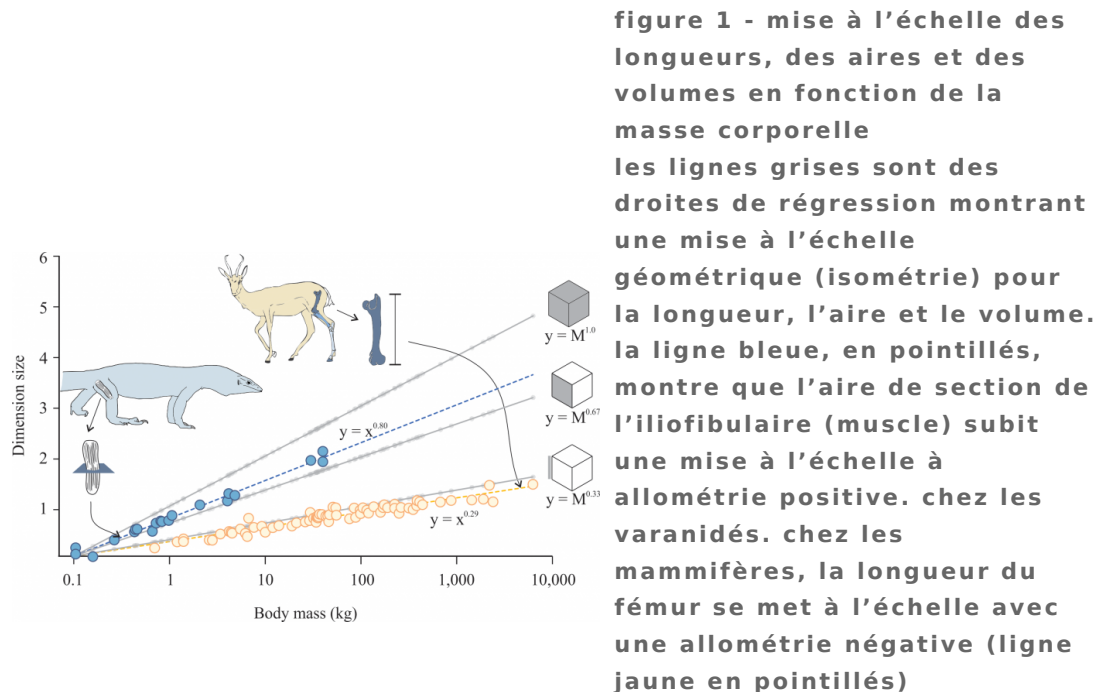 figure 1 - mise à l’échelle des
longueurs, des aires et des
volumes en fonction de la
masse corporelle
les lignes grises sont des
droites de régression montrant
une mise à l’échelle
géométrique (isométrie) pour
la longueur, l’aire et le volume.
la ligne bleue, en pointillés,
montre que l’aire de section de
l’iliofibulaire (muscle) subit
une mise à l’échelle à
allométrie positive. chez les
varanidés. chez les
mammifères, la longueur du
fémur se met à l’échelle avec
une allométrie négative (ligne
jaune en pointillés)
Dimension size
6
5
4
3
2
1
0.1
1
10
100
1,000
10,000
Body mass (kg)
y = M^1.0
y = M^0.67
y = M^0.33
y = x^0.80
y = x^0.29